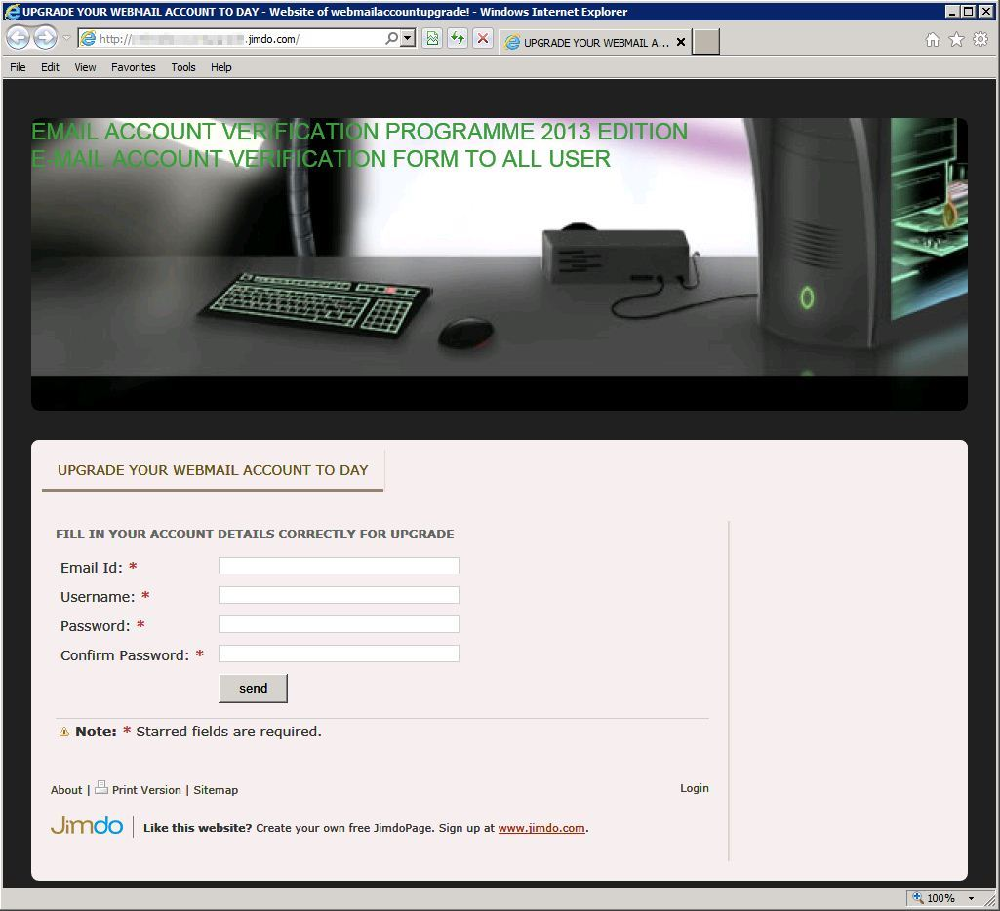 UPGRADE YOUR WEBMAIL ACCOUNT TO DAY - Website of webmailaccountupgrade! - Windows Internet Explorer
http:// .jimdo.com/
UPGRADE YOUR WEBMAIL A...
File Edit View Favorites Tools Help
EMAIL ACCOUNT VERIFICATION PROGRAMME 2013 EDITION
E-MAIL ACCOUNT VERIFICATION FORM TO ALL USER
UPGRADE YOUR WEBMAIL ACCOUNT TO DAY
FILL IN YOUR ACCOUNT DETAILS CORRECTLY FOR UPGRADE
Email Id: *
Username: *
Password: *
Confirm Password: *
send
Note: * Starred fields are required.
About | Print Version | Sitemap
Login
Jimdo
Like this website? Create your own free JimdoPage. Sign up at www.jimdo.com.
100%